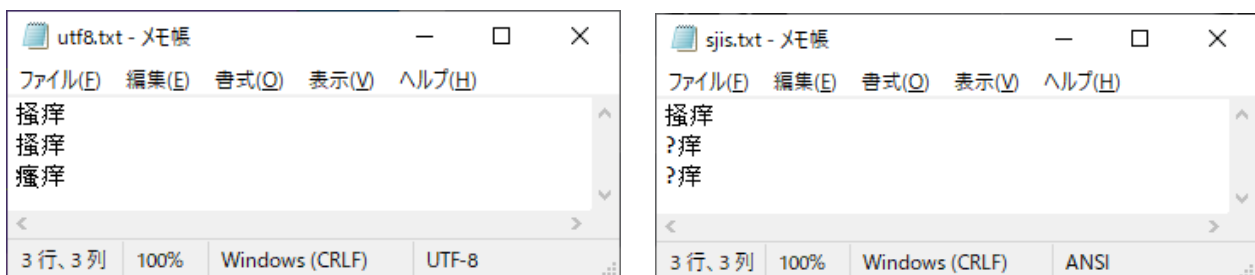 utf8.txt - メモ帳
ファイル(F) 編集(E) 書式(O) 表示(V) ヘルプ(H)
掻痒
搔痒
瘙痒
3 行、3 列 100% Windows (CRLF) UTF-8
sjis.txt - メモ帳
ファイル(F) 編集(E) 書式(O) 表示(V) ヘルプ(H)
掻痒
?痒
?痒
3 行、3 列 100% Windows (CRLF) ANSI